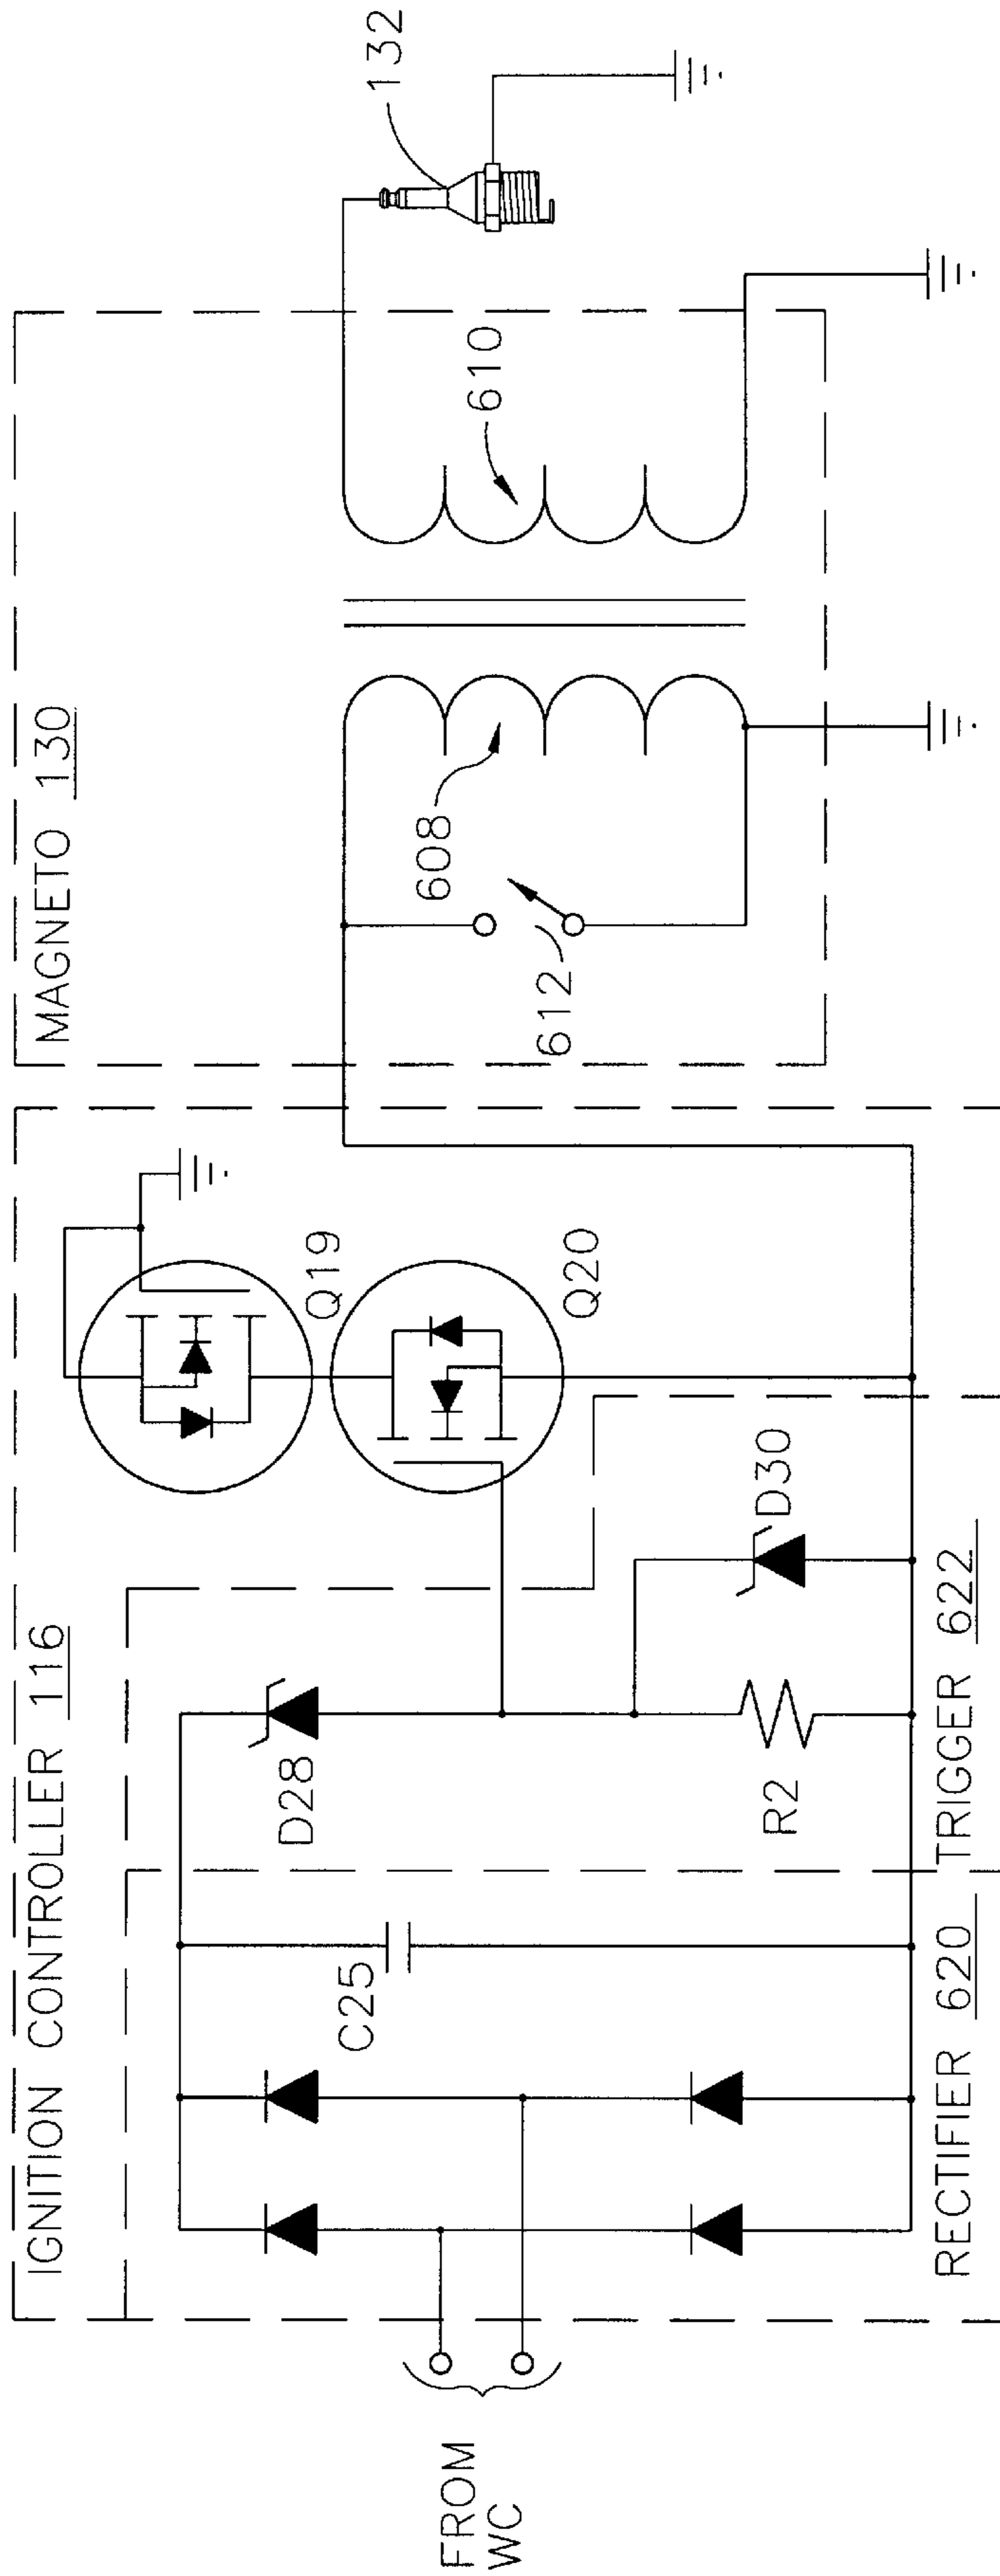 IGNITION CONTROLLER 116
MAGNETO 130
FROM
WC
C25
D28
R2
D30
Q19
Q20
612
608
610
132
RECTIFIER 620
TRIGGER 622